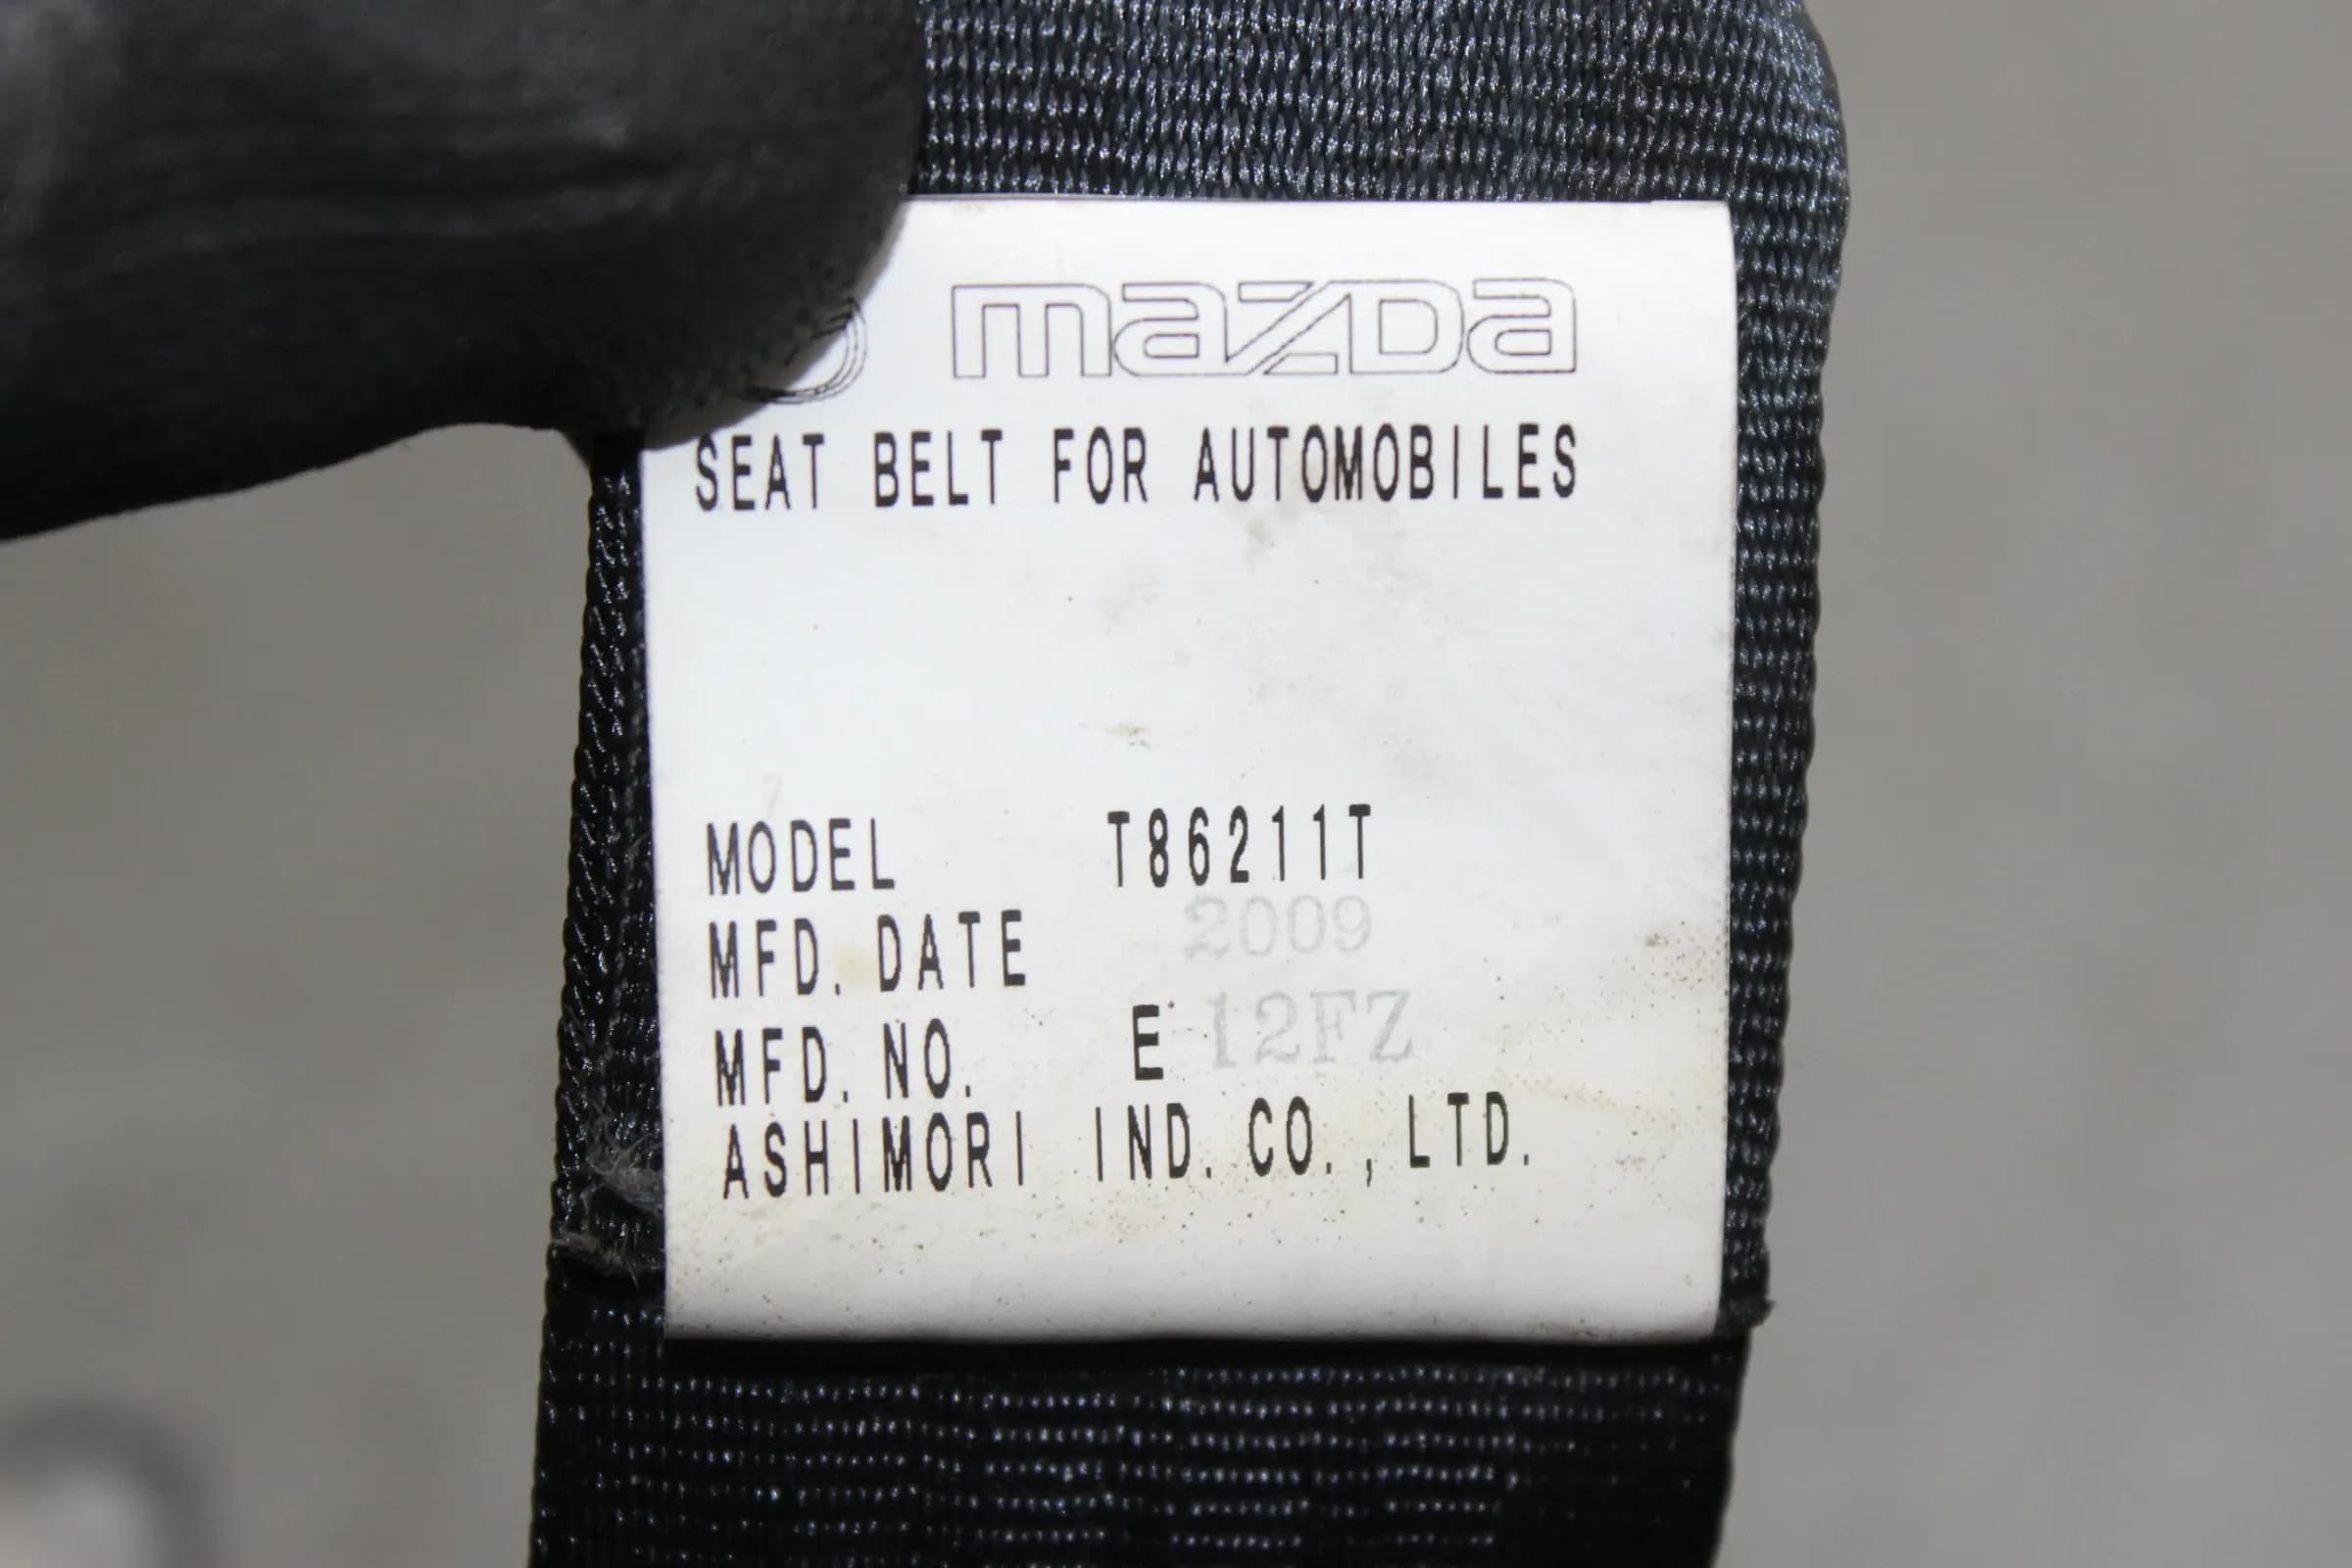 mazda
SEAT BELT FOR AUTOMOBILES
MODEL T86211T
MFD. DATE 2009
MFD. NO. E 12FZ
ASHIMORI IND. CO., LTD.